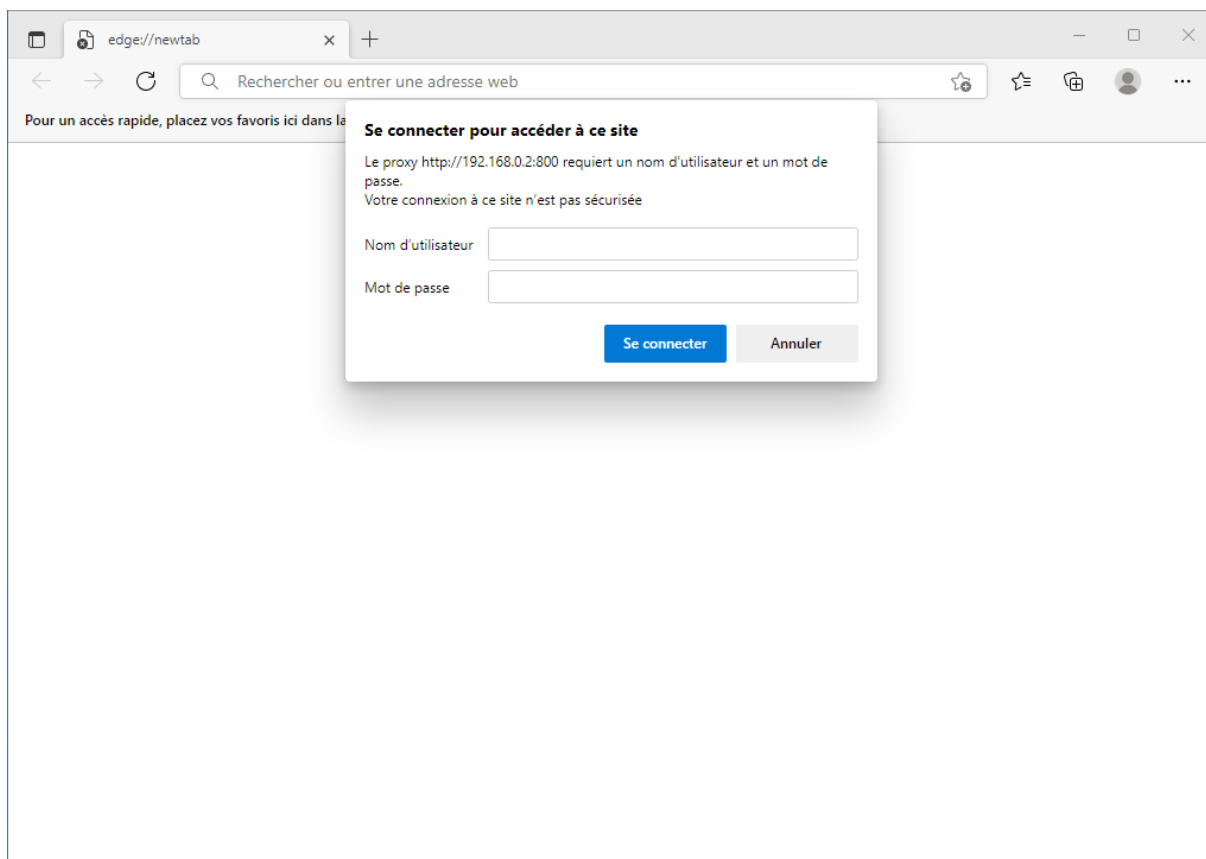 edge://newtab
Rechercher ou entrer une adresse web
Pour un accès rapide, placez vos favoris ici dans la
Se connecter pour accéder à ce site
Le proxy http://192.168.0.2:800 requiert un nom d'utilisateur et un mot de
passe.
Votre connexion à ce site n’est pas sécurisée
Nom d’utilisateur
Mot de passe
Se connecter Annuler